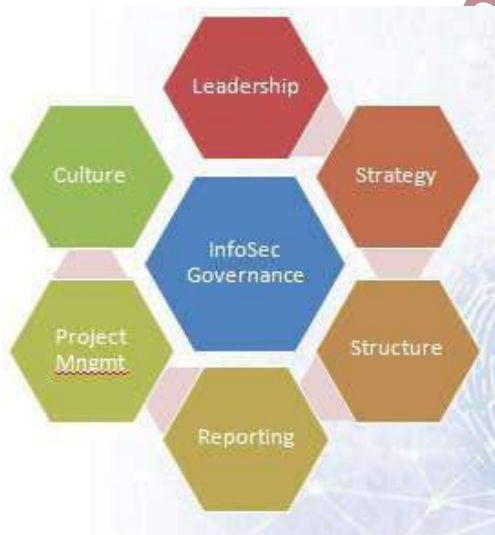 Leadership
Culture
Strategy
InfoSec
Governance
Project
Mngmt
Structure
Reporting